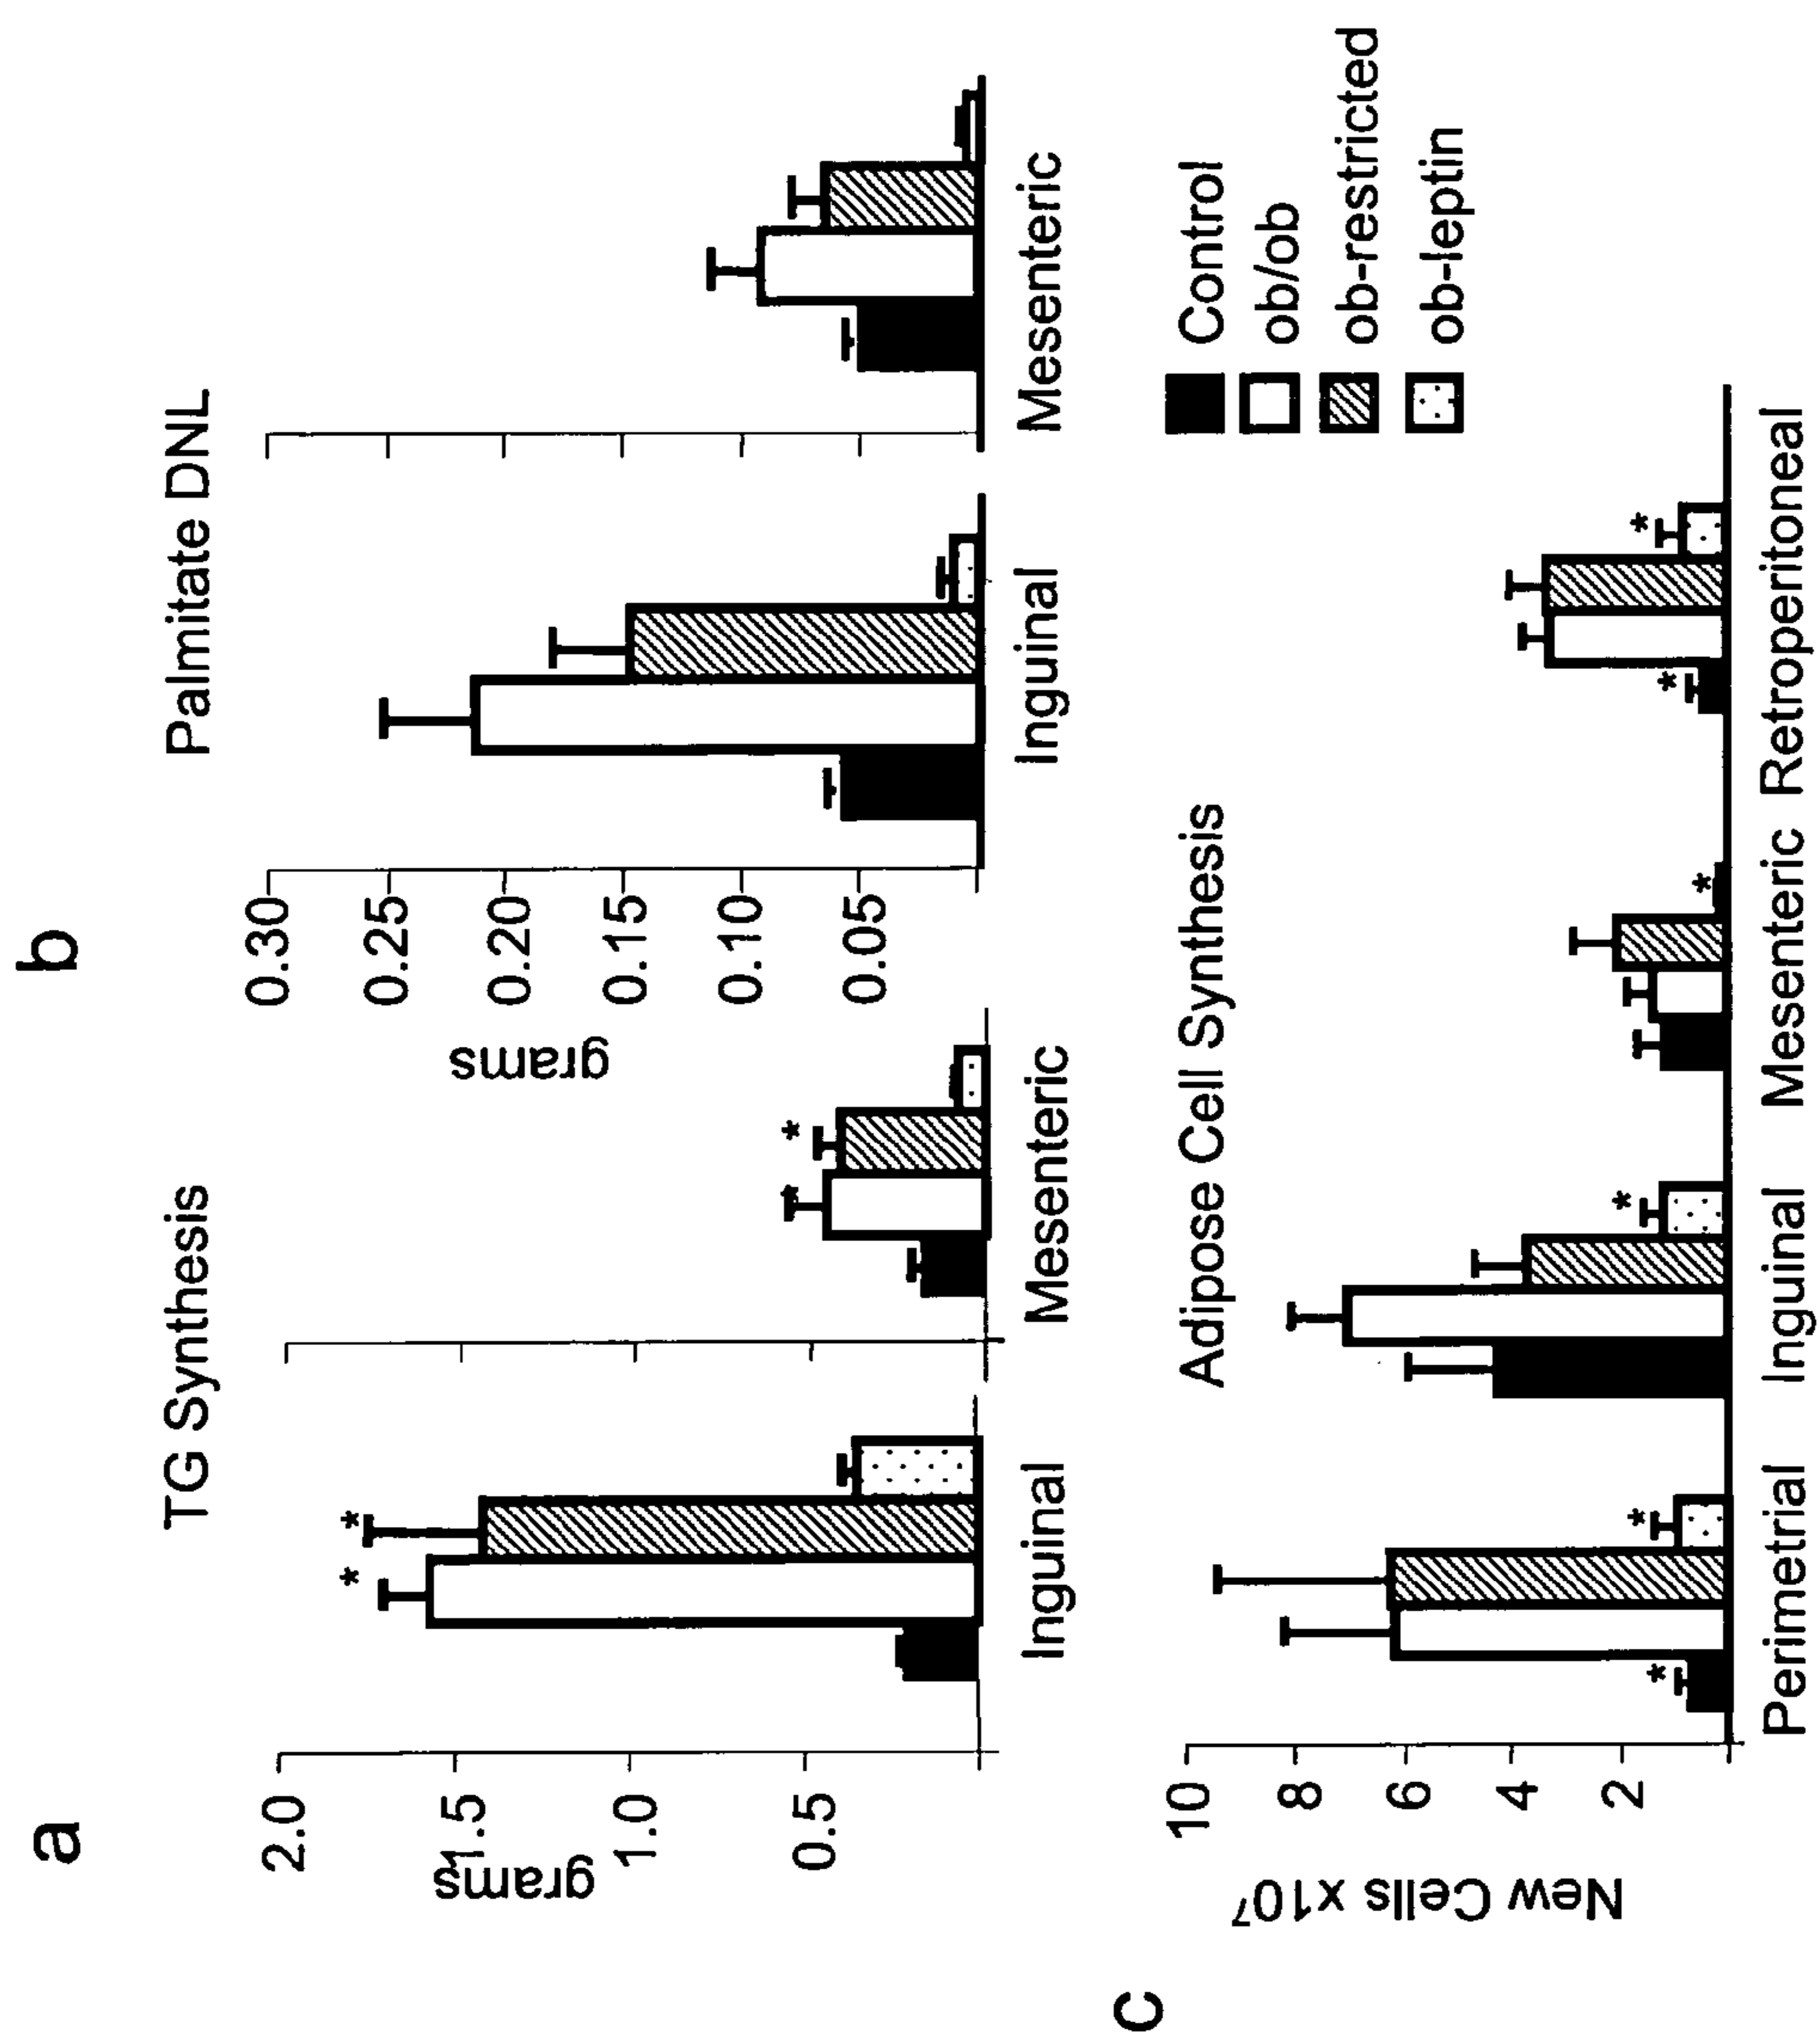 a
TG Synthesis
grams
2.0
1.5
1.0
0.5
* *
* *
Inguinal
Mesenteric
b
Palmitate DNL
grams
0.30
0.25
0.20
0.15
0.10
0.05
Inguinal
Mesenteric
c
Adipose Cell Synthesis
New Cells x10⁷
10
8
6
4
2
* *
*
*
* *
Perimetrial Inguinal Mesenteric Retroperitoneal
Control
ob/ob
ob-restricted
ob-leptin